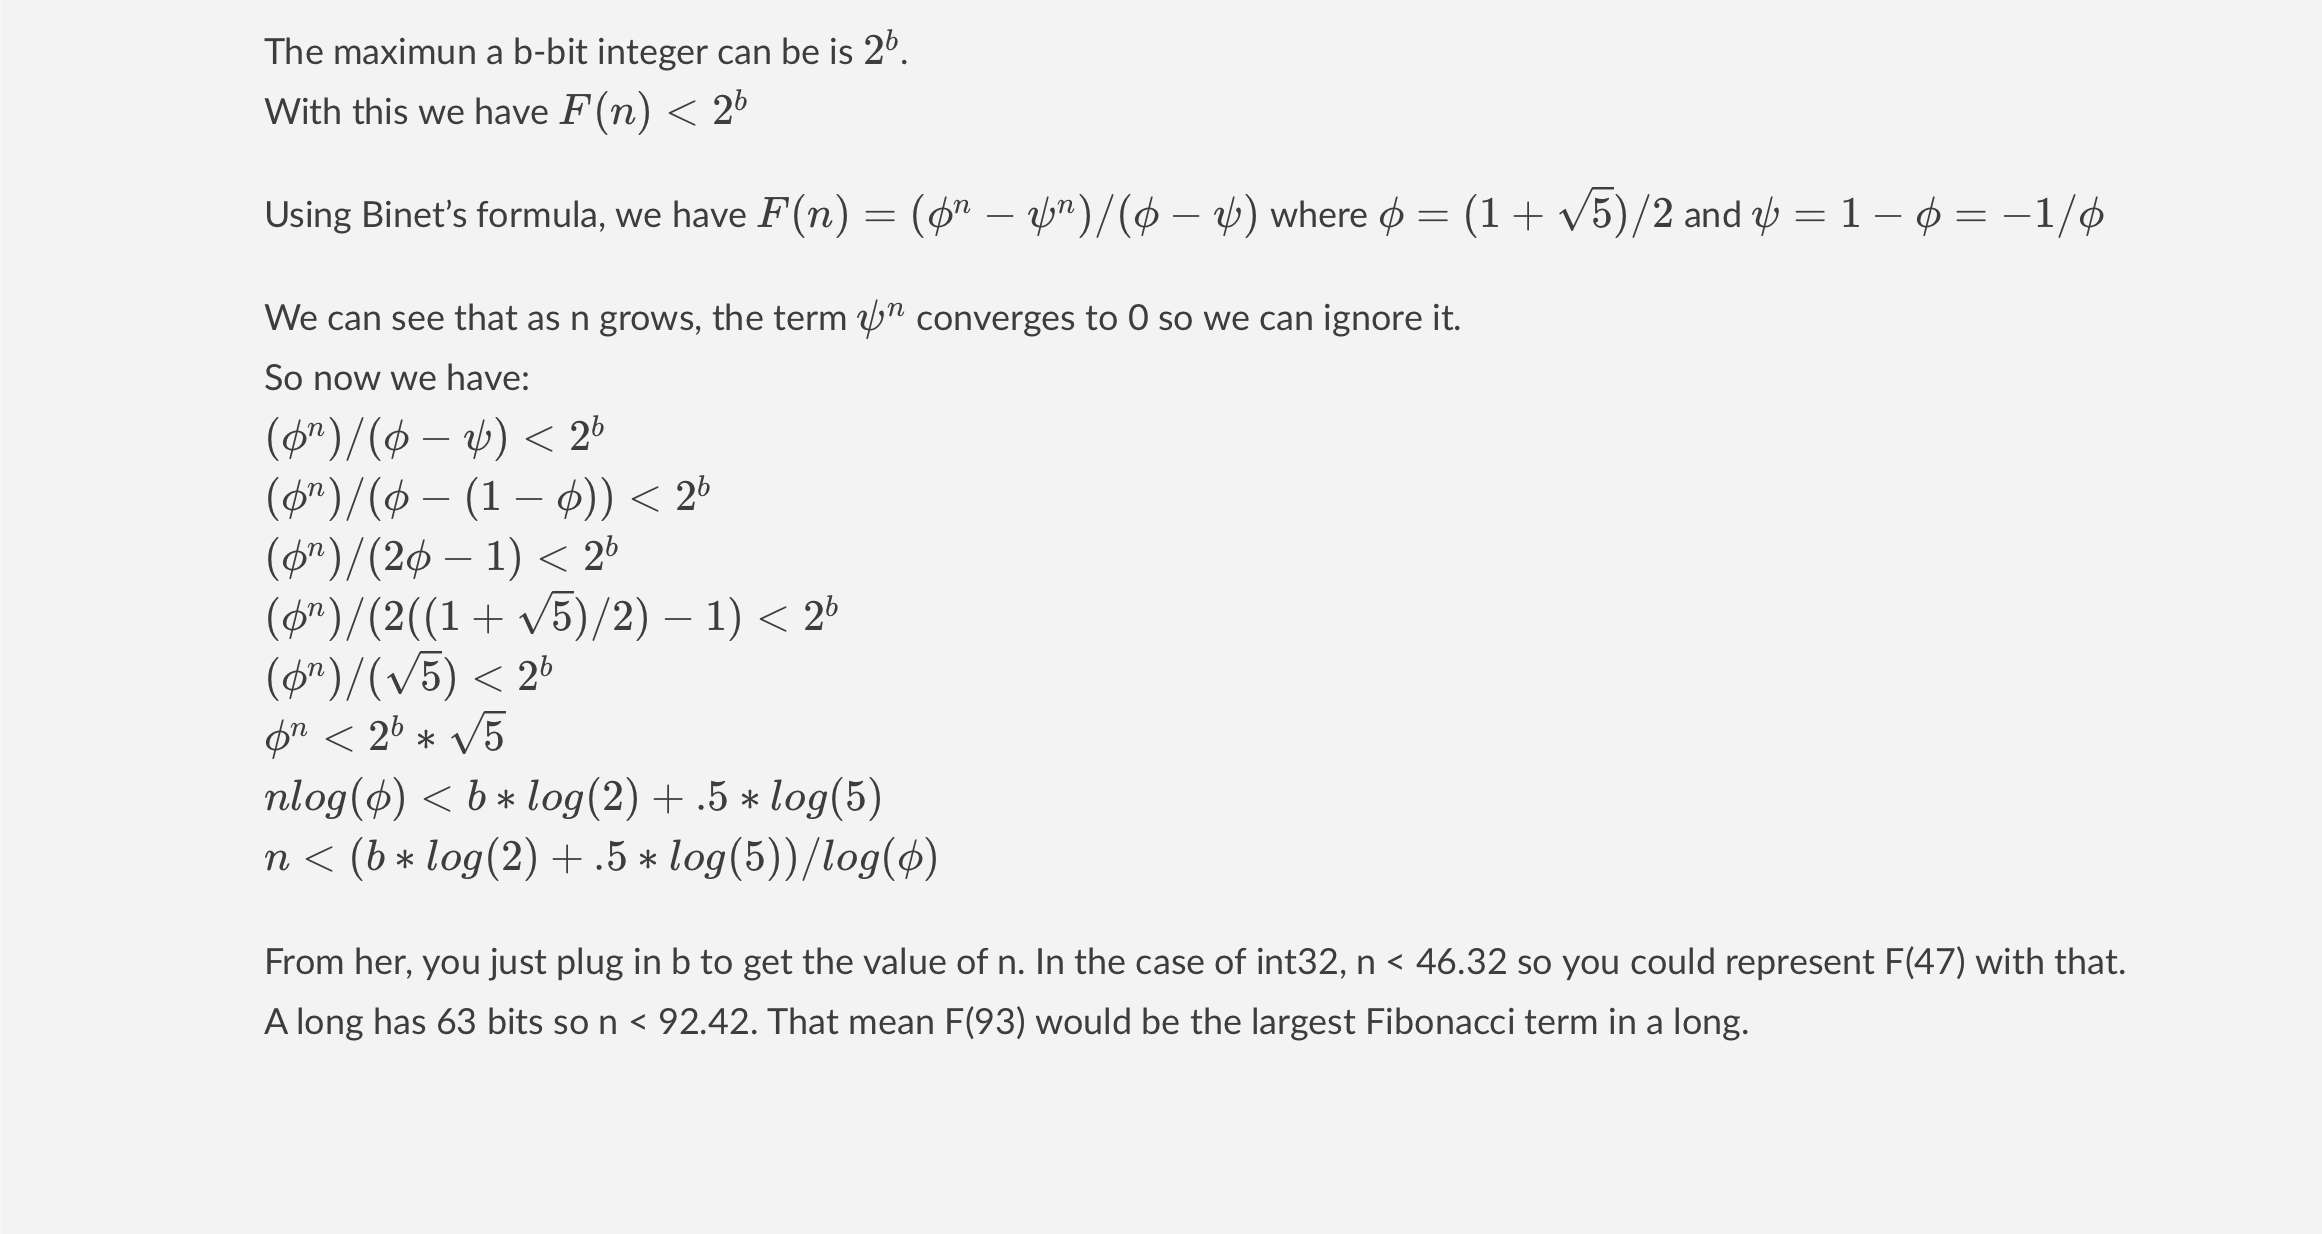 The maximun a b-bit integer can be is $2^b$.
With this we have $F(n) < 2^b$
Using Binet’s formula, we have $F(n) = (\phi^n - \psi^n)/(\phi - \psi)$ where $\phi = (1 + \sqrt{5})/2$ and $\psi = 1 - \phi = -1/\phi$
We can see that as n grows, the term $\psi^n$ converges to 0 so we can ignore it.
So now we have:
$(\phi^n)/(\phi - \psi) < 2^b$
$(\phi^n)/(\phi - (1 - \phi)) < 2^b$
$(\phi^n)/(2\phi - 1) < 2^b$
$(\phi^n)/(2((1 + \sqrt{5})/2) - 1) < 2^b$
$(\phi^n)/(\sqrt{5}) < 2^b$
$\phi^n < 2^b * \sqrt{5}$
$nlog(\phi) < b * log(2) + .5 * log(5)$
$n < (b * log(2) + .5 * log(5))/log(\phi)$
From her, you just plug in b to get the value of n. In the case of int32, n < 46.32 so you could represent F(47) with that.
A long has 63 bits so n < 92.42. That mean F(93) would be the largest Fibonacci term in a long.